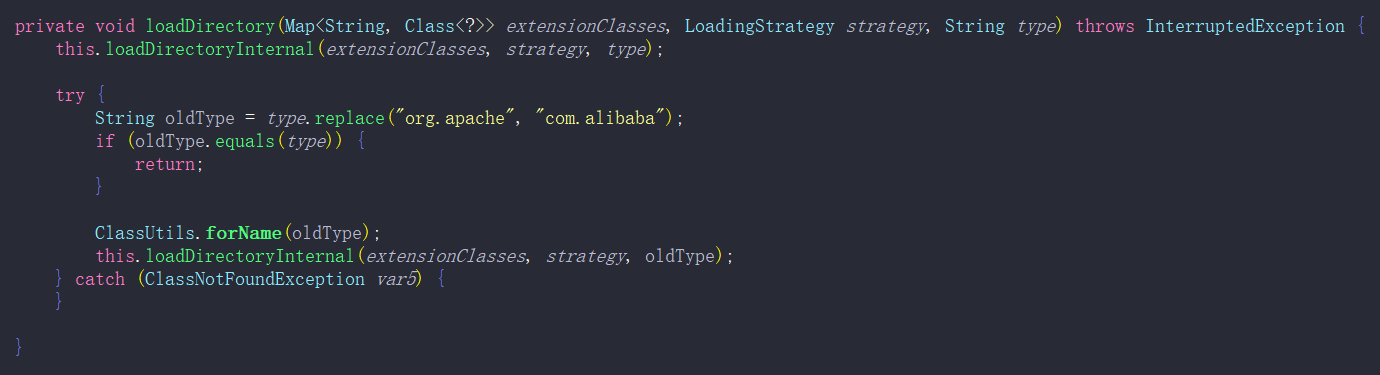 private void loadDirectory(Map<String, Class<?>> extensionClasses, LoadingStrategy strategy, String type) throws InterruptedException {
    this.loadDirectoryInternal(extensionClasses, strategy, type);

    try {
        String oldType = type.replace("org.apache", "com.alibaba");
        if (oldType.equals(type)) {
            return;
        }

        ClassUtils.forName(oldType);
        this.loadDirectoryInternal(extensionClasses, strategy, oldType);
    } catch (ClassNotFoundException var5) {
    }

}